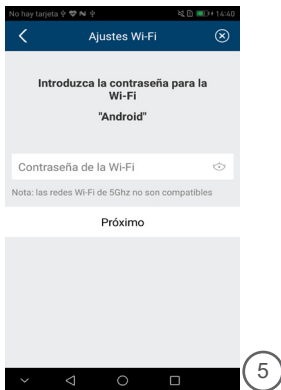 No hay tarjeta 14:40
Ajustes Wi-Fi
Introduzca la contraseña para la
Wi-Fi
"Android"
Contraseña de la Wi-Fi
Nota: las redes Wi-Fi de 5Ghz no son compatibles
Próximo
5